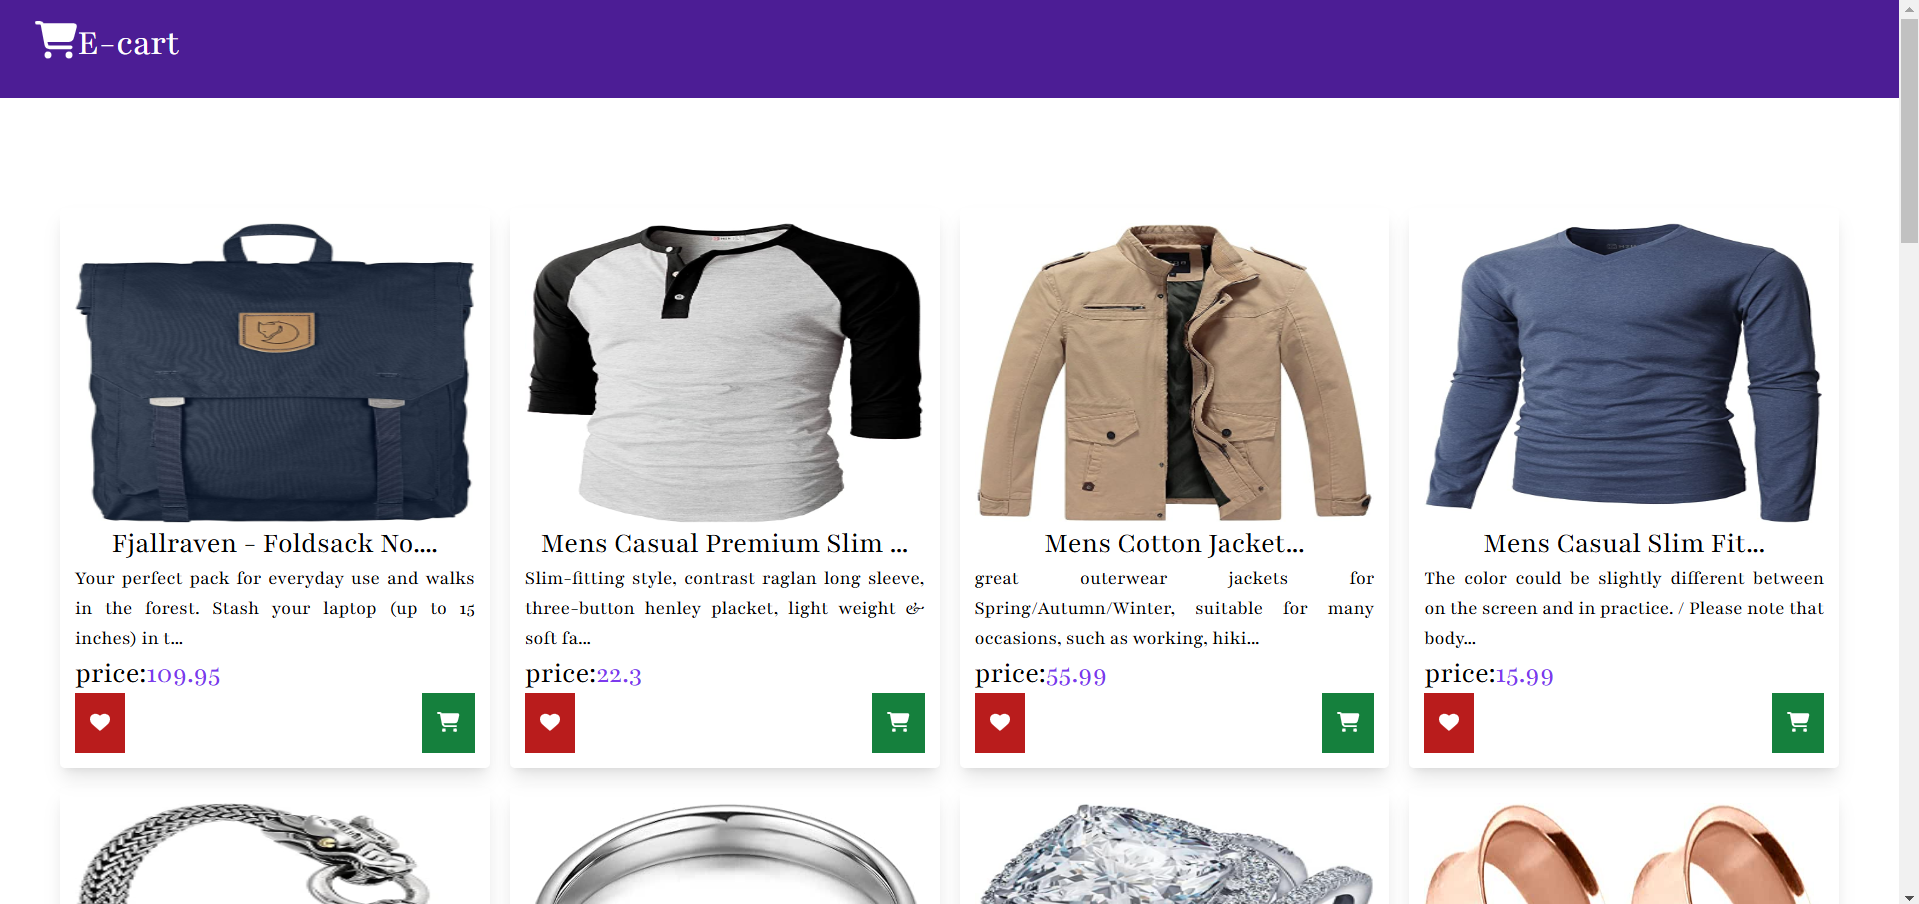 E-cart
Fjallraven - Foldsack No....
Your perfect pack for everyday use and walks
in the forest. Stash your laptop (up to 15
inches) in t...
price:109.95
Mens Casual Premium Slim ...
Slim-fitting style, contrast raglan long sleeve,
three-button henley placket, light weight &
soft fa...
price:22.3
Mens Cotton Jacket...
great outerwear jackets for
Spring/Autumn/Winter, suitable for many
occasions, such as working, hiki...
price:55.99
Mens Casual Slim Fit...
The color could be slightly different between
on the screen and in practice. / Please note that
body...
price:15.99